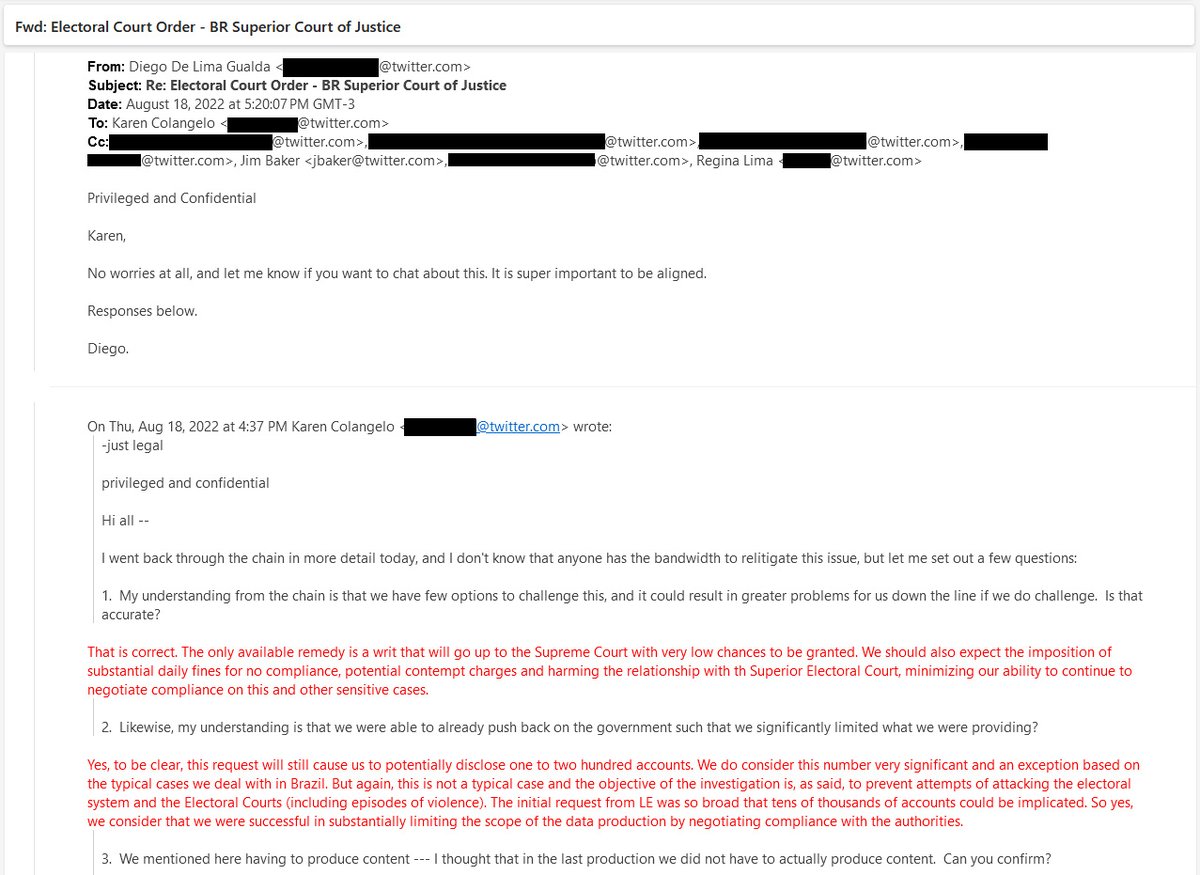 Fwd: Electoral Court Order - BR Superior Court of Justice
From: Diego De Lima Gualda < @twitter.com>
Subject: Re: Electoral Court Order - BR Superior Court of Justice
Date: August 18, 2022 at 5:20:07 PM GMT-3
To: Karen Colangelo < @twitter.com>
Cc: @twitter.com>, @twitter.com>, @twitter.com>,
@twitter.com>, Jim Baker <jbaker@twitter.com>, @twitter.com>, Regina Lima < @twitter.com>
Privileged and Confidential
Karen,
No worries at all, and let me know if you want to chat about this. It is super important to be aligned.
Responses below.
Diego.
On Thu, Aug 18, 2022 at 4:37 PM Karen Colangelo < @twitter.com> wrote:
-just legal
privileged and confidential
Hi all --
I went back through the chain in more detail today, and I don't know that anyone has the bandwidth to relitigate this issue, but let me set out a few questions:
1. My understanding from the chain is that we have few options to challenge this, and it could result in greater problems for us down the line if we do challenge. Is that
accurate?
That is correct. The only available remedy is a writ that will go up to the Supreme Court with very low chances to be granted. We should also expect the imposition of
substantial daily fines for no compliance, potential contempt charges and harming the relationship with th Superior Electoral Court, minimizing our ability to continue to
negotiate compliance on this and other sensitive cases.
2. Likewise, my understanding is that we were able to already push back on the government such that we significantly limited what we were providing?
Yes, to be clear, this request will still cause us to potentially disclose one to two hundred accounts. We do consider this number very significant and an exception based on
the typical cases we deal with in Brazil. But again, this is not a typical case and the objective of the investigation is, as said, to prevent attempts of attacking the electoral
system and the Electoral Courts (including episodes of violence). The initial request from LE was so broad that tens of thousands of accounts could be implicated. So yes,
we consider that we were successful in substantially limiting the scope of the data production by negotiating compliance with the authorities.
3. We mentioned here having to produce content --- I thought that in the last production we did not have to actually produce content. Can you confirm?